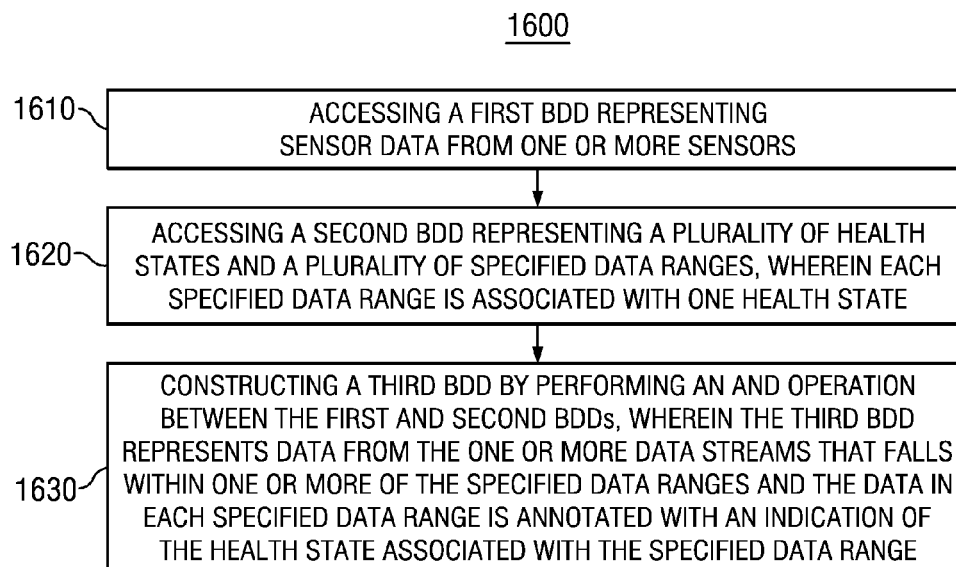 1600
1610
ACCESSING A FIRST BDD REPRESENTING
SENSOR DATA FROM ONE OR MORE SENSORS
1620
ACCESSING A SECOND BDD REPRESENTING A PLURALITY OF HEALTH
STATES AND A PLURALITY OF SPECIFIED DATA RANGES, WHEREIN EACH
SPECIFIED DATA RANGE IS ASSOCIATED WITH ONE HEALTH STATE
1630
CONSTRUCTING A THIRD BDD BY PERFORMING AN AND OPERATION
BETWEEN THE FIRST AND SECOND BDDs, WHEREIN THE THIRD BDD
REPRESENTS DATA FROM THE ONE OR MORE DATA STREAMS THAT FALLS
WITHIN ONE OR MORE OF THE SPECIFIED DATA RANGES AND THE DATA IN
EACH SPECIFIED DATA RANGE IS ANNOTATED WITH AN INDICATION OF
THE HEALTH STATE ASSOCIATED WITH THE SPECIFIED DATA RANGE